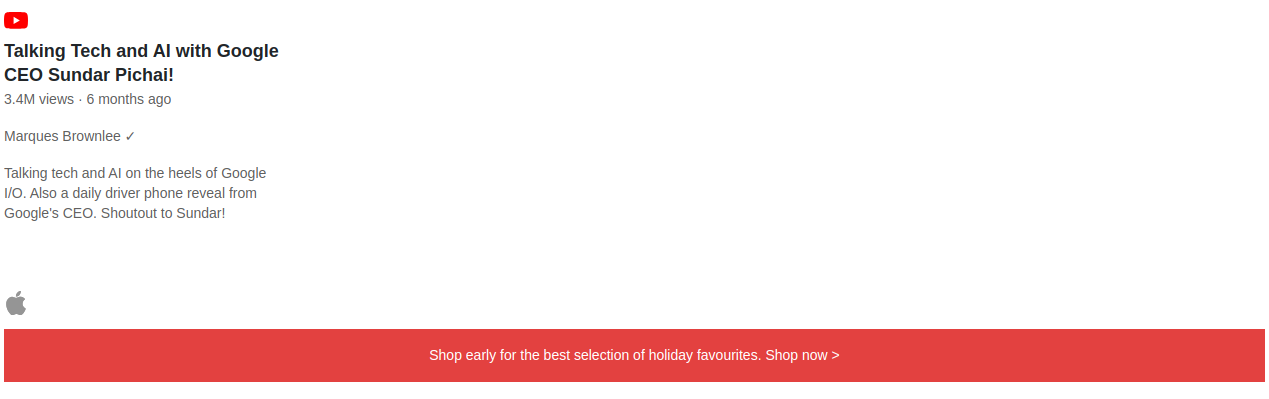 Talking Tech and AI with Google
CEO Sundar Pichai!
3.4M views · 6 months ago
Marques Brownlee ✓
Talking tech and AI on the heels of Google
I/O. Also a daily driver phone reveal from
Google's CEO. Shoutout to Sundar!
Shop early for the best selection of holiday favourites. Shop now >